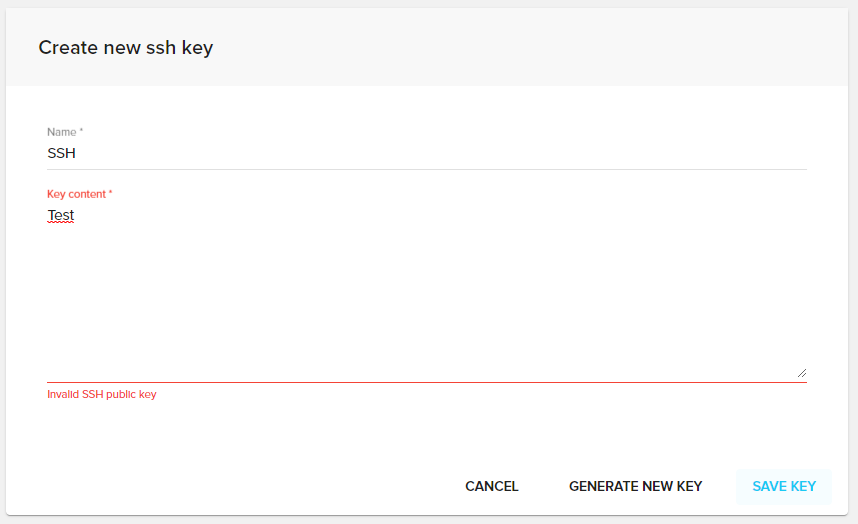 Create new ssh key
Name *
SSH
Key content *
Test
Invalid SSH public key
CANCEL GENERATE NEW KEY SAVE KEY